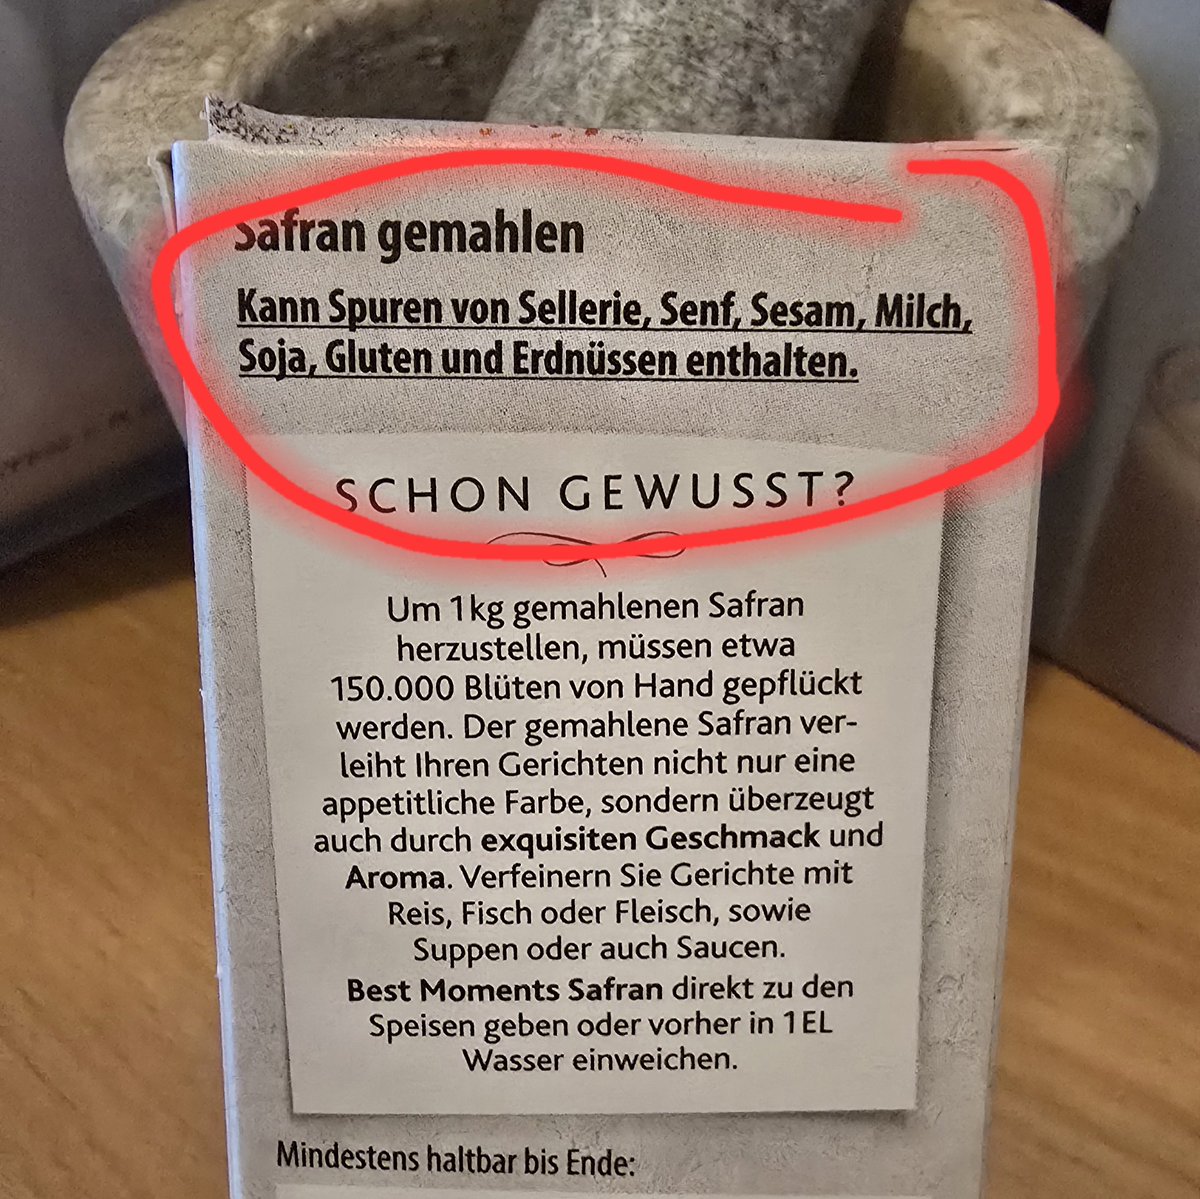 Safran gemahlen
Kann Spuren von Sellerie, Senf, Sesam, Milch,
Soja, Gluten und Erdnüssen enthalten.
SCHON GEWUSST?
Um 1kg gemahlenen Safran
herzustellen, müssen etwa
150.000 Blüten von Hand gepflückt
werden. Der gemahlene Safran ver-
leiht Ihren Gerichten nicht nur eine
appetitliche Farbe, sondern überzeugt
auch durch exquisiten Geschmack und
Aroma. Verfeinern Sie Gerichte mit
Reis, Fisch oder Fleisch, sowie
Suppen oder auch Saucen.
Best Moments Safran direkt zu den
Speisen geben oder vorher in 1 EL
Wasser einweichen.
Mindestens haltbar bis Ende: